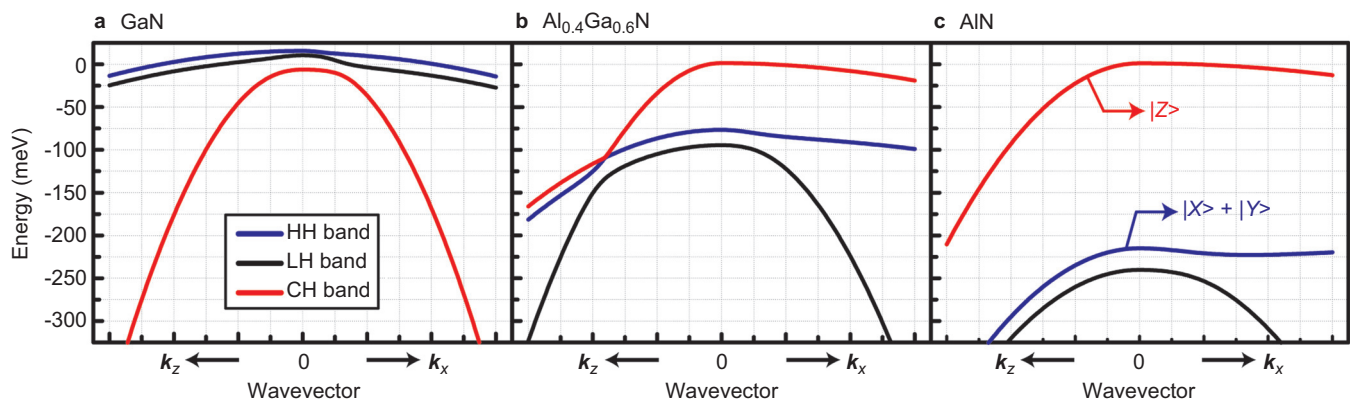 a GaN
b Al0.4Ga0.6N
c AlN
Energy (meV)
0
-50
-100
-150
-200
-250
-300
HH band
LH band
CH band
|Z>
|X> + |Y>
kz 0 kx
kz 0 kx
kz 0 kx
Wavevector
Wavevector
Wavevector